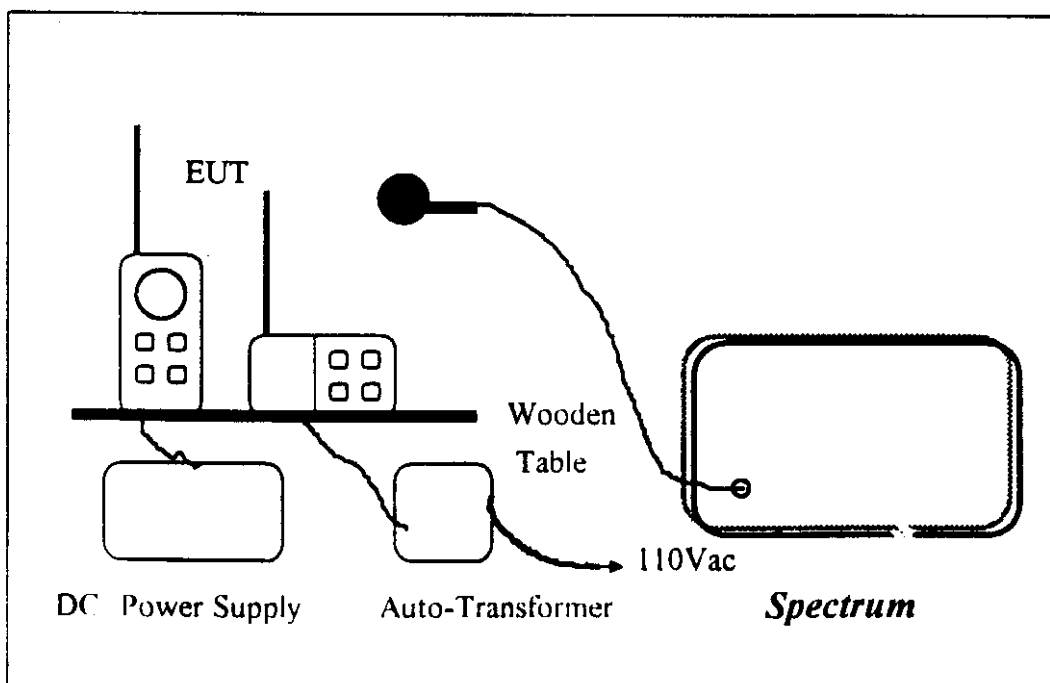 EUT
Wooden
Table
110Vac
DC Power Supply
Auto-Transformer
Spectrum